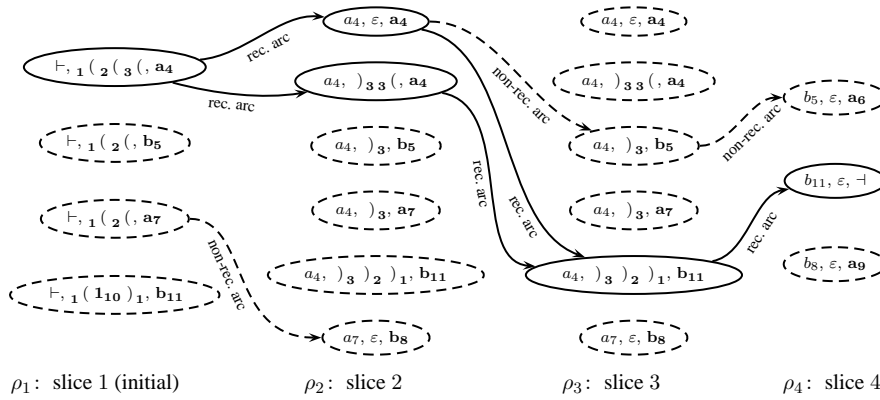 ⊢, ₁( ₂( ₃(, a₄
⊢, ₁( ₂(, b₅
⊢, ₁( ₂(, a₇
⊢, ₁( 1₁₀ )₁, b₁₁
rec. arc
rec. arc
non-rec. arc
a₄, ε, a₄
a₄, )₃ ₃(, a₄
a₄, )₃, b₅
a₄, )₃, a₇
a₄, )₃ )₂ )₁, b₁₁
a₇, ε, b₈
non-rec. arc
rec. arc
rec. arc
a₄, ε, a₄
a₄, )₃ ₃(, a₄
a₄, )₃, b₅
a₄, )₃, a₇
a₄, )₃ )₂ )₁, b₁₁
a₇, ε, b₈
non-rec. arc
rec. arc
b₅, ε, a₆
b₁₁, ε, ⊣
b₈, ε, a₉
ρ₁: slice 1 (initial)
ρ₂: slice 2
ρ₃: slice 3
ρ₄: slice 4